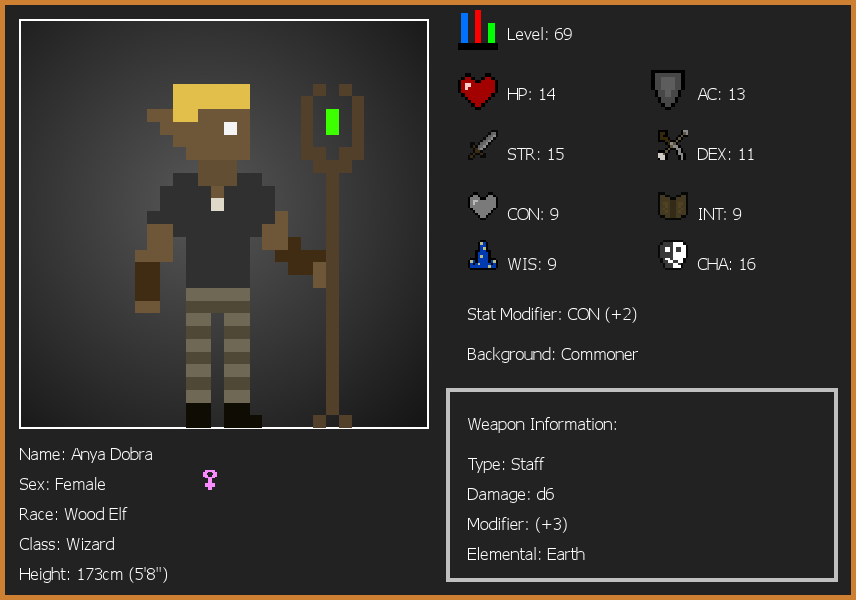 Level: 69
HP: 14
AC: 13
STR: 15
DEX: 11
CON: 9
INT: 9
WIS: 9
CHA: 16
Stat Modifier: CON (+2)
Background: Commoner
Weapon Information:
Type: Staff
Damage: d6
Modifier: (+3)
Elemental: Earth
Name: Anya Dobra
Sex: Female
Race: Wood Elf
Class: Wizard
Height: 173cm (5'8")